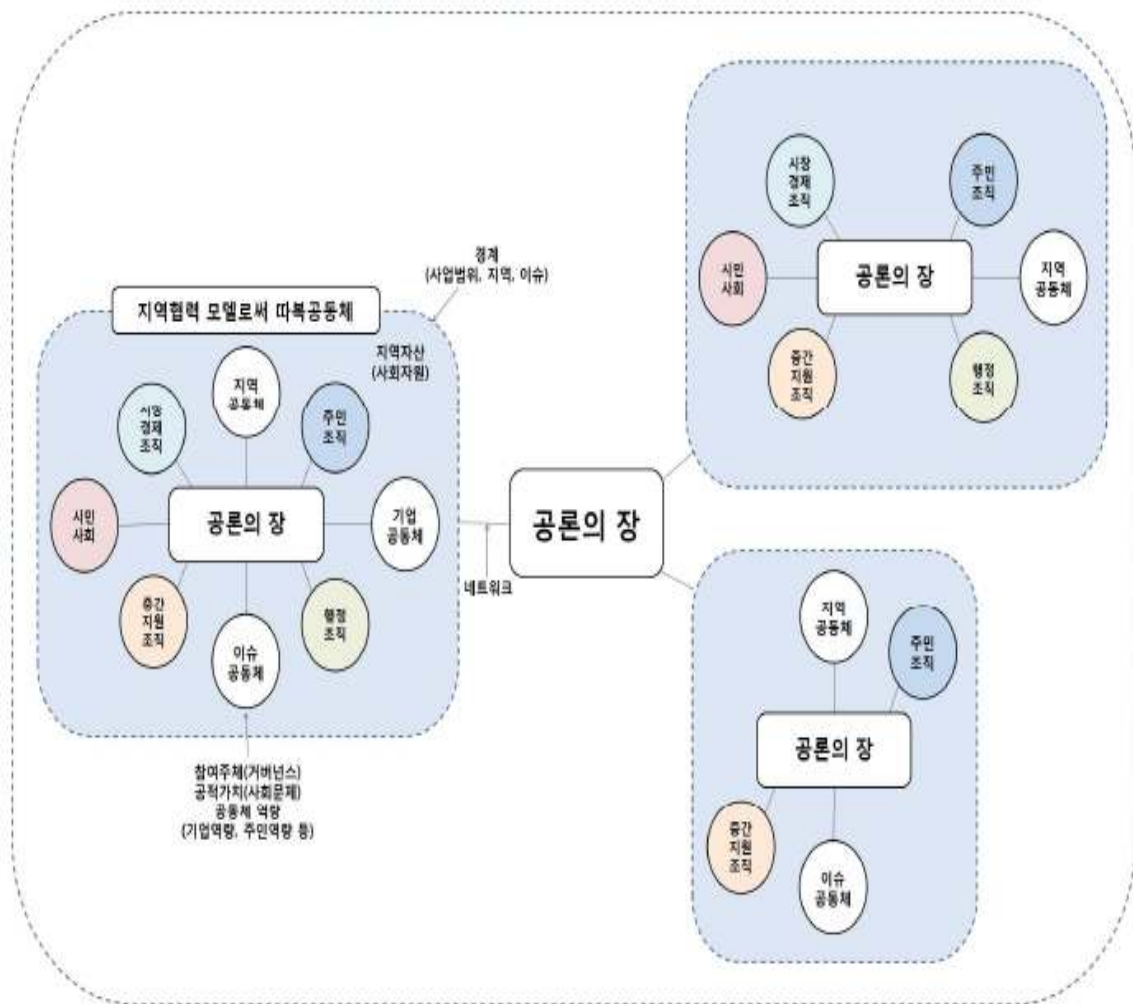 시장
경제
조직
주민
조직
시민
사회
공론의 장
지역
공동체
중간
지원
조직
행정
조직
경계
(사업범위, 지역, 이슈)
지역협력 모델로써 따복공동체
지역자산
(사회자원)
지역
공동체
시장
경제
조직
주민
조직
시민
사회
공론의 장
기업
공동체
중간
지원
조직
행정
조직
이슈
공동체
공론의 장
네트워크
참여주체(거버넌스)
공적가치(사회문제)
공동체 역량
(기업역량, 주민역량 등)
지역
공동체
주민
조직
공론의 장
중간
지원
조직
이슈
공동체